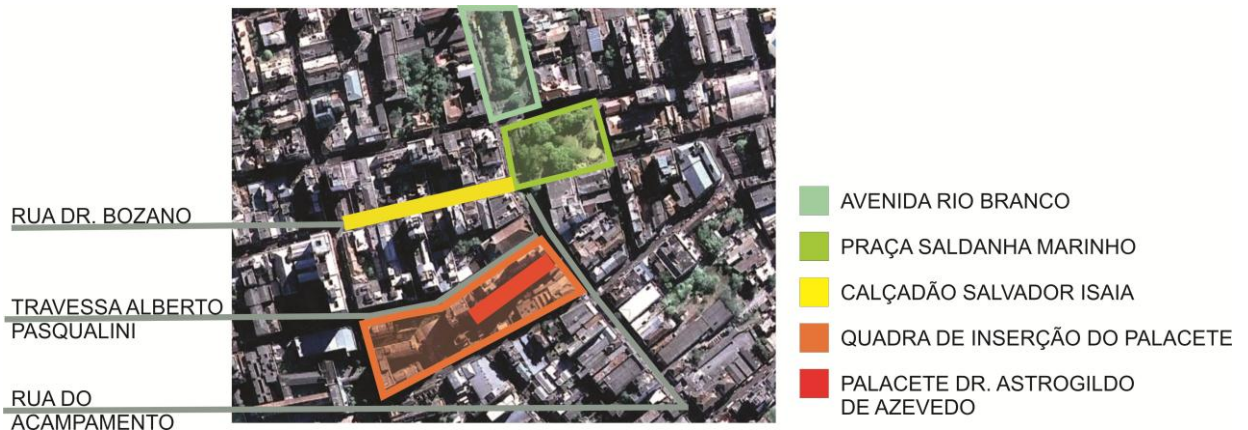 RUA DR. BOZANO
TRAVESSA ALBERTO
PASQUALINI
RUA DO
ACAMPAMENTO
AVENIDA RIO BRANCO
PRAÇA SALDANHA MARINHO
CALÇADÃO SALVADOR ISAIA
QUADRA DE INSERÇÃO DO PALACETE
PALACETE DR. ASTROGILDO
DE AZEVEDO